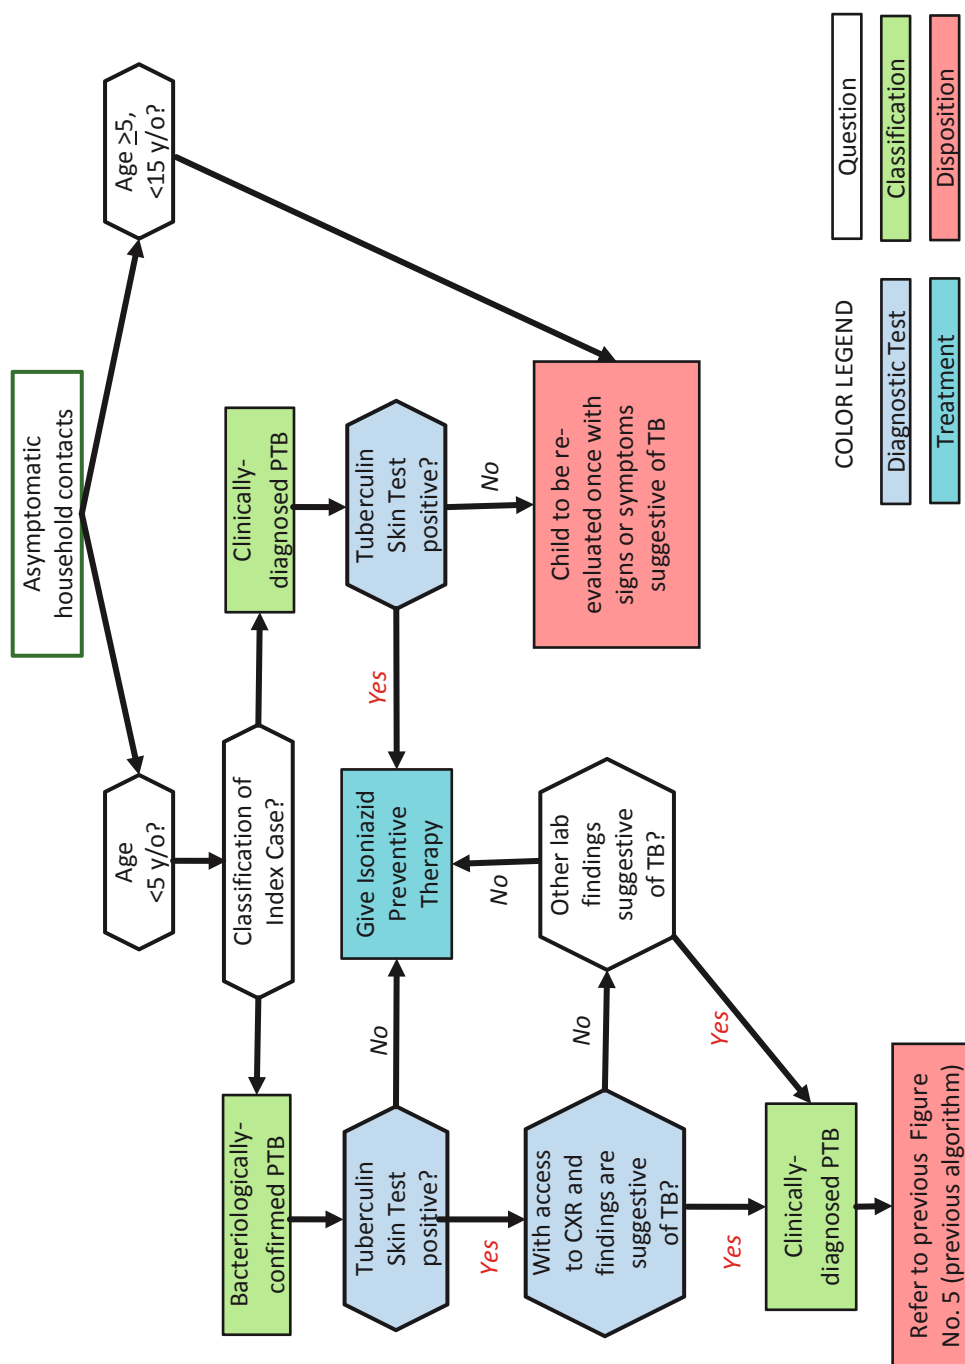 Asymptomatic
household contacts
Age
<5 y/o?
Age >5,
<15 y/o?
Classification of
Index Case?
Bacteriologically-
confirmed PTB
Clinically-
diagnosed PTB
Tuberculin
Skin Test
positive?
No
Give Isoniazid
Preventive
Therapy
Yes
Tuberculin
Skin Test
positive?
Yes
No
With access
to CXR and
findings are
suggestive
of TB?
No
Other lab
findings
suggestive
of TB?
No
Child to be re-
evaluated once with
signs or symptoms
suggestive of TB
Yes
Yes
Clinically-
diagnosed PTB
Refer to previous Figure
No. 5 (previous algorithm)
COLOR LEGEND
Question
Diagnostic Test
Classification
Treatment
Disposition